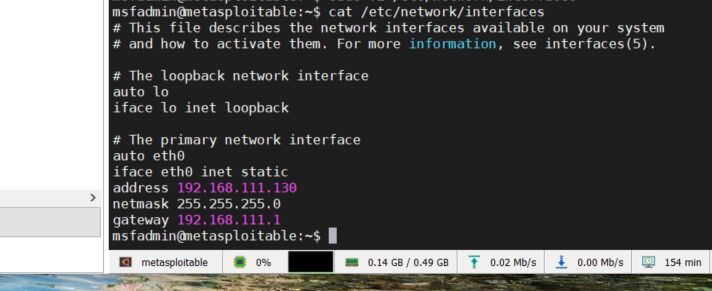 msfadmin@metasploitable:~$ cat /etc/network/interfaces
# This file describes the network interfaces available on your system
# and how to activate them. For more information, see interfaces(5).
# The loopback network interface
auto lo
iface lo inet loopback
# The primary network interface
auto eth0
iface eth0 inet static
address 192.168.111.130
netmask 255.255.255.0
gateway 192.168.111.1
msfadmin@metasploitable:~$
metasploitable 0% 0.14 GB / 0.49 GB 0.02 Mb/s 0.00 Mb/s 154 min